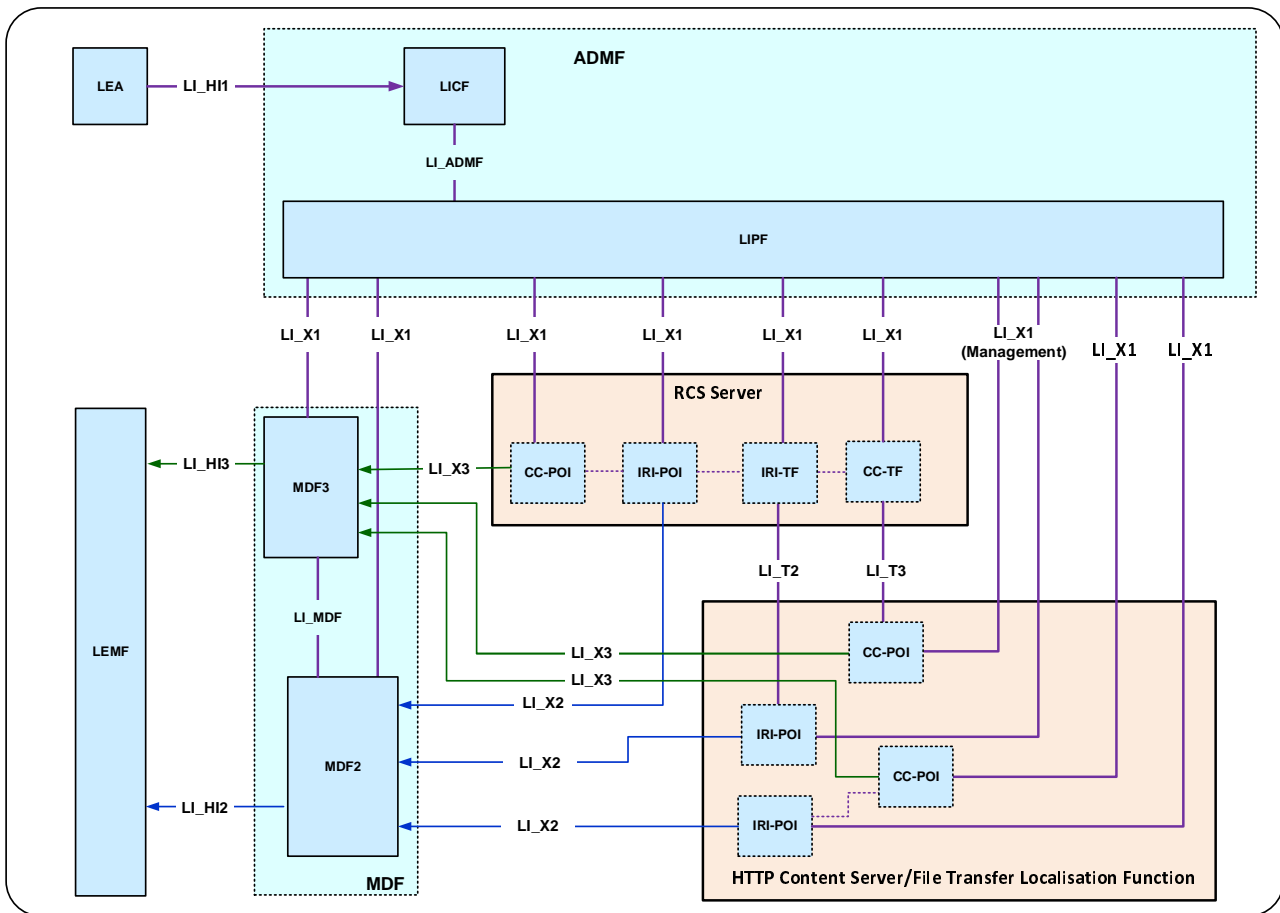 ADMF
LEA
LI_HI1
LICF
LI_ADMF
LIPF
LI_X1
LI_X1
LI_X1
LI_X1
LI_X1
LI_X1
LI_X1
(Management)
LI_X1
LI_X1
RCS Server
CC-POI
IRI-POI
IRI-TF
CC-TF
LI_HI3
MDF3
LI_X3
LI_T2
LI_T3
LI_MDF
LEMF
LI_X3
CC-POI
LI_X3
LI_X2
IRI-POI
MDF2
LI_X2
CC-POI
LI_HI2
LI_X2
IRI-POI
MDF
HTTP Content Server/File Transfer Localisation Function